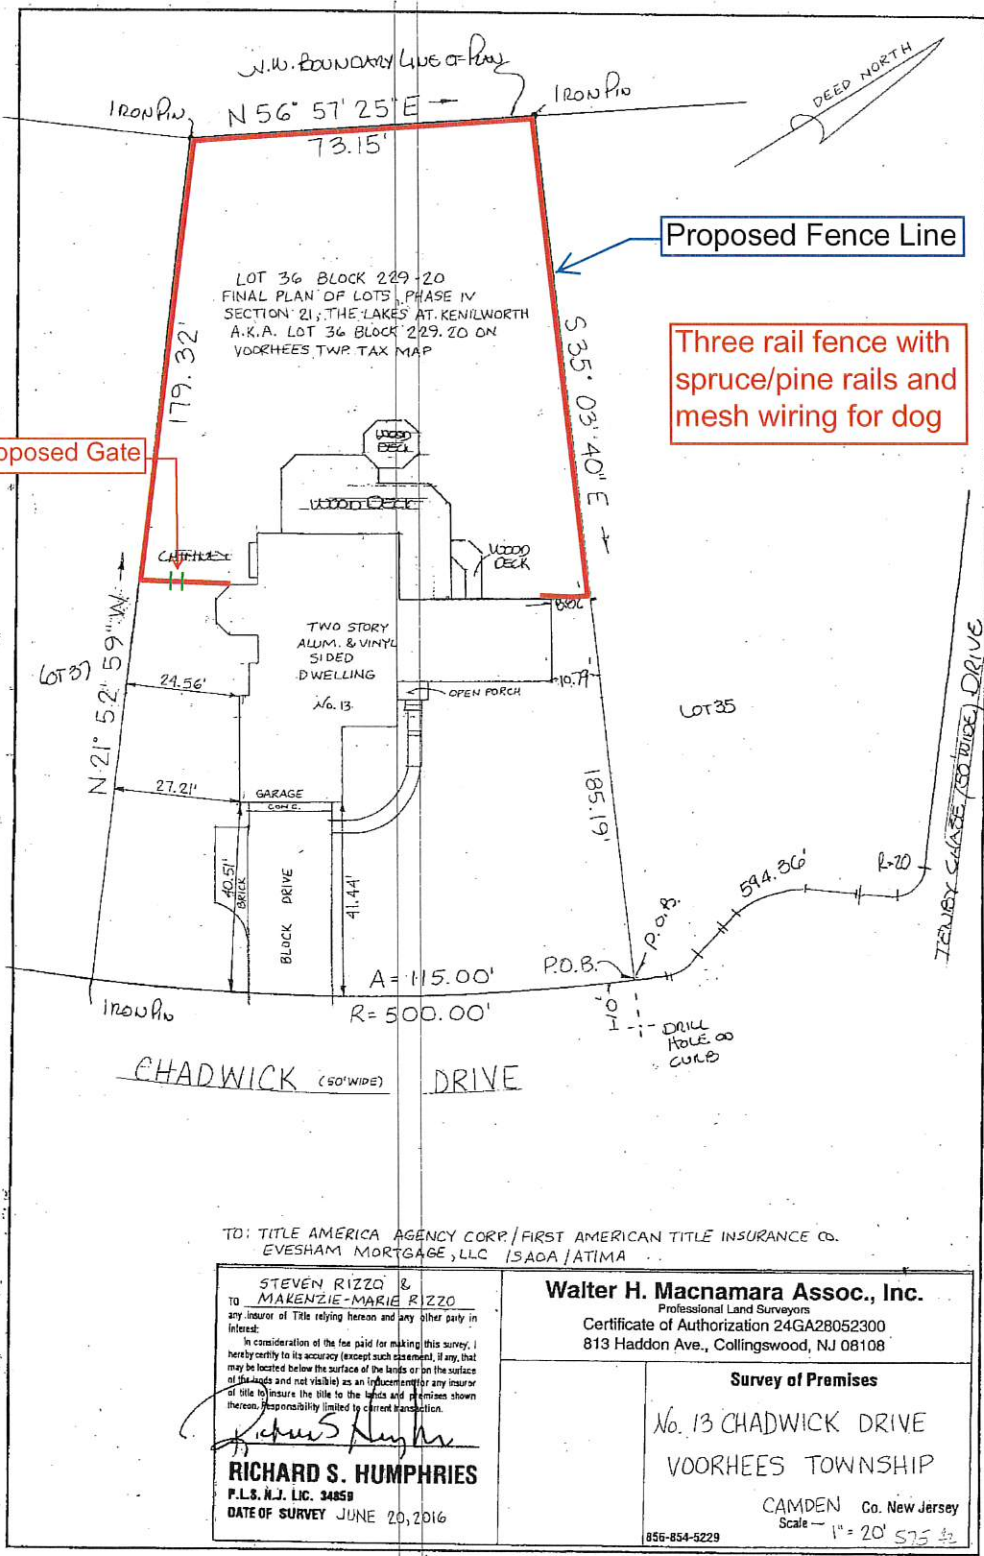 N.W. BOUNDARY LINE OF PLAN
DEED NORTH
IRON PIN
N 56° 57' 25" E
IRON PIN
73.15'
Proposed Fence Line
LOT 36 BLOCK 229-20
FINAL PLAN OF LOTS, PHASE IV
SECTION 21, THE LAKES AT KENILWORTH
A.K.A. LOT 36 BLOCK 229.20 ON
VOORHEES TWP. TAX MAP
179.32'
S 35° 03' 40" E
Three rail fence with
spruce/pine rails and
mesh wiring for dog
oposed Gate
WOOD
DECK
WOOD DECK
CHIMNEY
WOOD
DECK
TWO STORY
ALUM. & VINYL
SIDED
DWELLING
No. 13
N 21° 52' 59" W
LOT 37
24.56'
OPEN PORCH
10.79'
LOT 35
27.21'
GARAGE
CONC.
185.19'
40.51'
BRICK
BLOCK DRIVE
41.44'
594.36'
R=20
TENBY CHASE (50' WIDE) DRIVE
P.O.B.
P.O.B.
A = 115.00'
R = 500.00'
IRON PIN
10'
DRILL
HOLE ON
CURB
CHADWICK (50' WIDE) DRIVE
TO: TITLE AMERICA AGENCY CORP. / FIRST AMERICAN TITLE INSURANCE CO.
EVESHAM MORTGAGE, LLC ISAOA / ATIMA
STEVEN RIZZO &
TO MAKENZIE-MARIE RIZZO
any insuror of Title relying hereon and any other party in
interest:
In consideration of the fee paid for making this survey, I
hereby certify to its accuracy (except such easement, if any, that
may be located below the surface of the lands or on the surface
of the lands and not visible) as an inducement for any insuror
of title to insure the title to the lands and premises shown
thereon. Responsibility limited to current transaction.
RICHARD S. HUMPHRIES
P.L.S. N.J. LIC. 34859
DATE OF SURVEY JUNE 20, 2016
Walter H. Macnamara Assoc., Inc.
Professional Land Surveyors
Certificate of Authorization 24GA28052300
813 Haddon Ave., Collingswood, NJ 08108
Survey of Premises
No. 13 CHADWICK DRIVE
VOORHEES TOWNSHIP
CAMDEN Co. New Jersey
Scale — 1" = 20'
856-854-5229